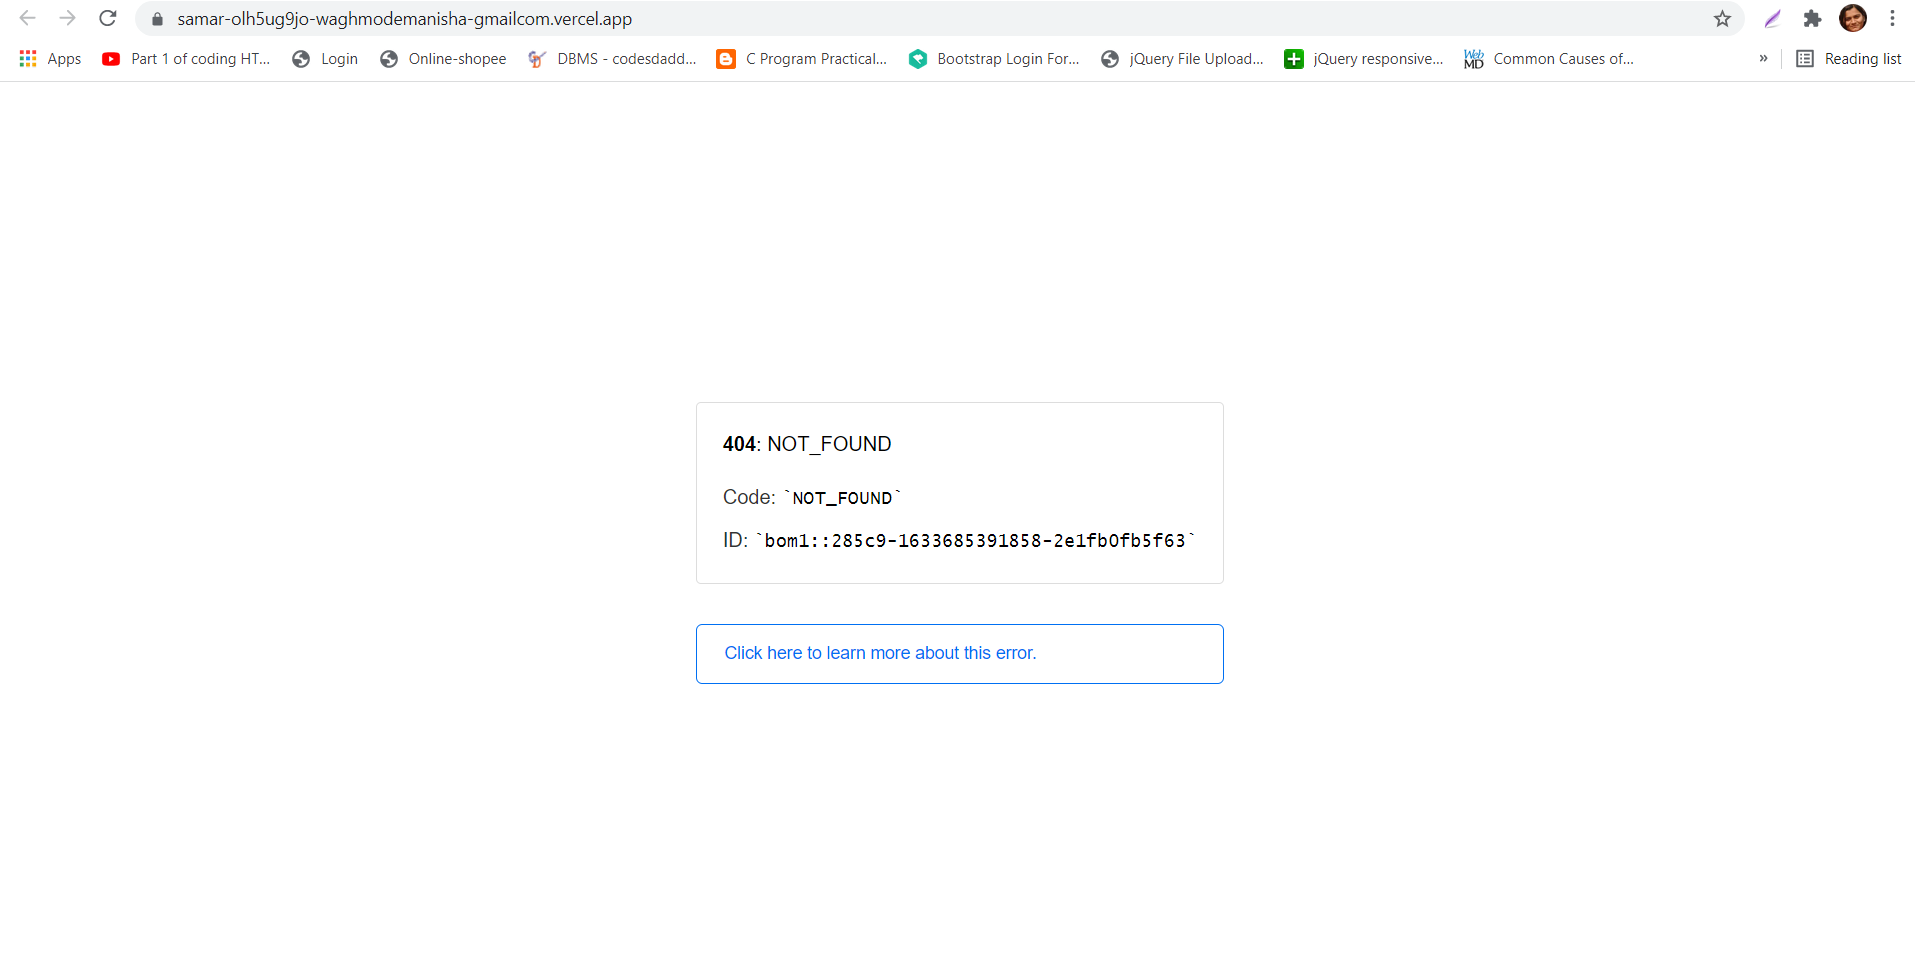 samar-olh5ug9jo-waghmodemanisha-gmailcom.vercel.app
Apps Part 1 of coding HT... Login Online-shopee DBMS - codesdadd... C Program Practical... Bootstrap Login For... jQuery File Upload... jQuery responsive... Web MD Common Causes of... » Reading list
404: NOT_FOUND
Code: `NOT_FOUND`
ID: `bom1::285c9-1633685391858-2e1fb0fb5f63`
Click here to learn more about this error.